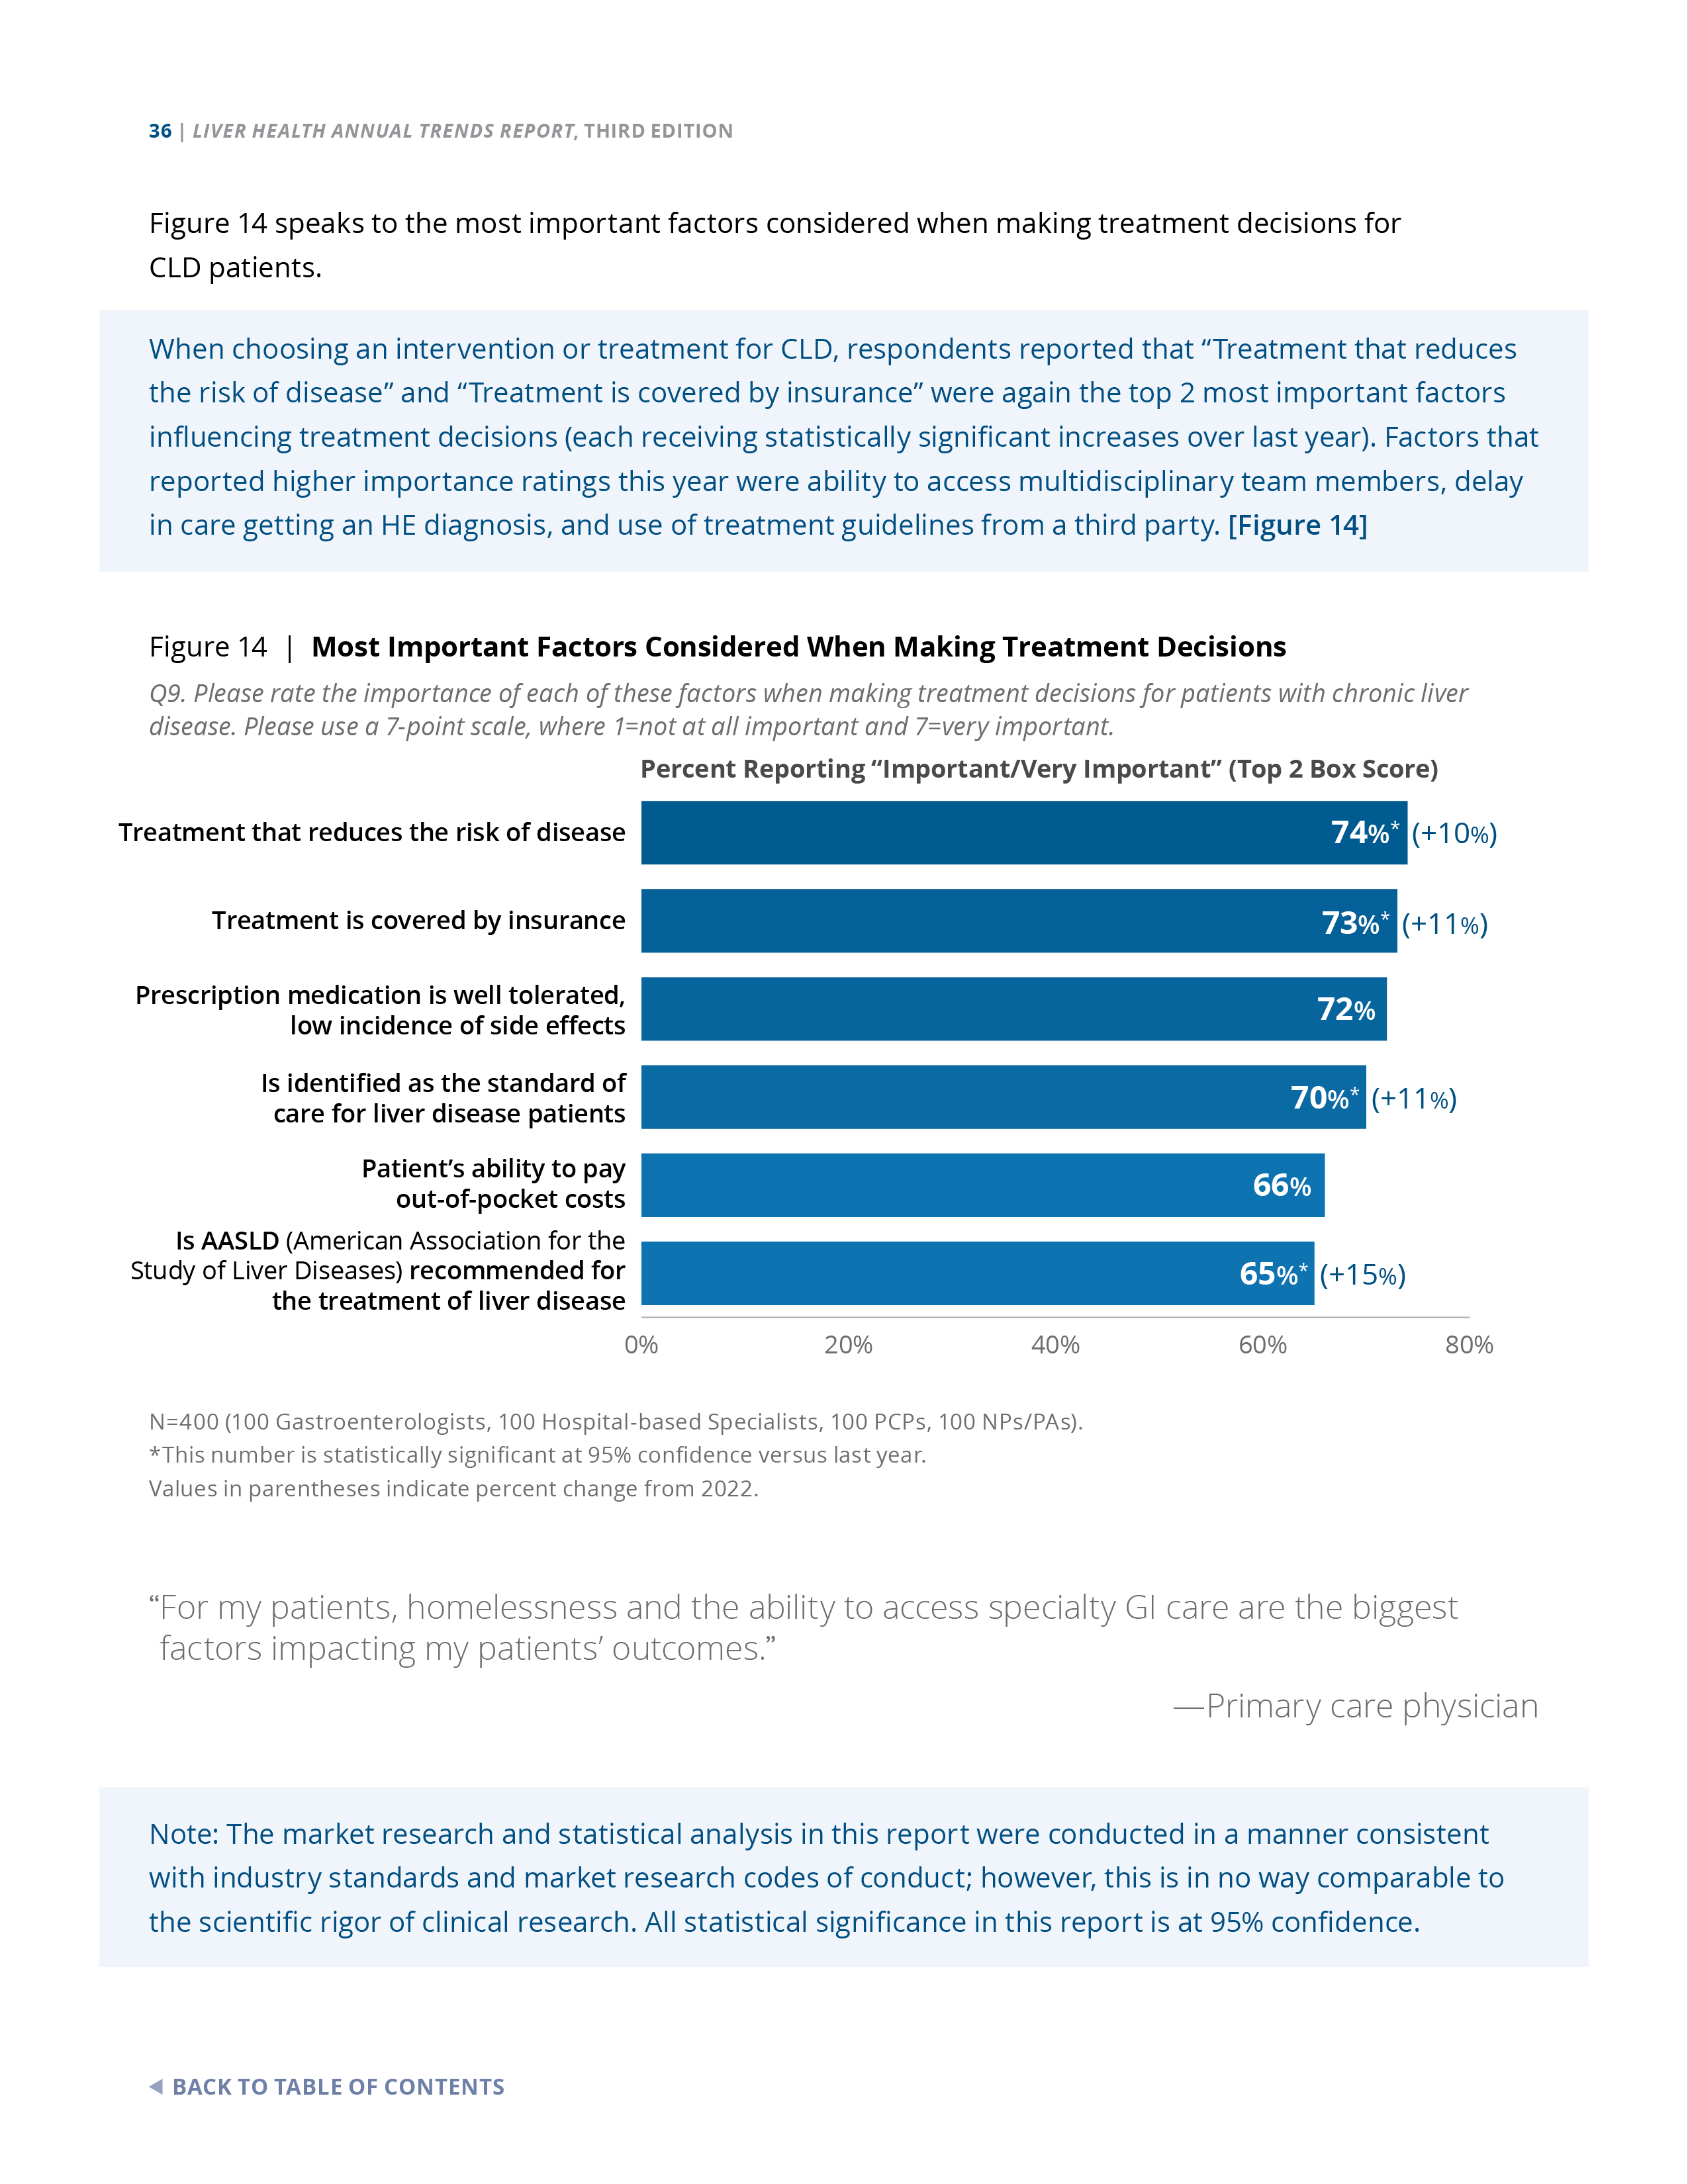 36 | LIVER HEALTH ANNUAL TRENDS REPORT, THIRD EDITION
Figure 14 speaks to the most important factors considered when making treatment decisions for
CLD patients.
When choosing an intervention or treatment for CLD, respondents reported that “Treatment that reduces
the risk of disease” and “Treatment is covered by insurance” were again the top 2 most important factors
influencing treatment decisions (each receiving statistically significant increases over last year). Factors that
reported higher importance ratings this year were ability to access multidisciplinary team members, delay
in care getting an HE diagnosis, and use of treatment guidelines from a third party. [Figure 14]
Figure 14 | Most Important Factors Considered When Making Treatment Decisions
Q9. Please rate the importance of each of these factors when making treatment decisions for patients with chronic liver
disease. Please use a 7-point scale, where 1=not at all important and 7=very important.
Percent Reporting “Important/Very Important” (Top 2 Box Score)
Treatment that reduces the risk of disease 74%* (+10%)
Treatment is covered by insurance 73%* (+11%)
Prescription medication is well tolerated,
low incidence of side effects
72%
Is identified as the standard of
care for liver disease patients
70%* (+11%)
Patient’s ability to pay
out-of-pocket costs
66%
Is AASLD (American Association for the
Study of Liver Diseases) recommended for
the treatment of liver disease
65%* (+15%)
0% 20% 40% 60% 80%
N=400 (100 Gastroenterologists, 100 Hospital-based Specialists, 100 PCPs, 100 NPs/PAs).
*This number is statistically significant at 95% confidence versus last year.
Values in parentheses indicate percent change from 2022.
“For my patients, homelessness and the ability to access specialty GI care are the biggest
factors impacting my patients’ outcomes.”
—Primary care physician
Note: The market research and statistical analysis in this report were conducted in a manner consistent
with industry standards and market research codes of conduct; however, this is in no way comparable to
the scientific rigor of clinical research. All statistical significance in this report is at 95% confidence.
BACK TO TABLE OF CONTENTS